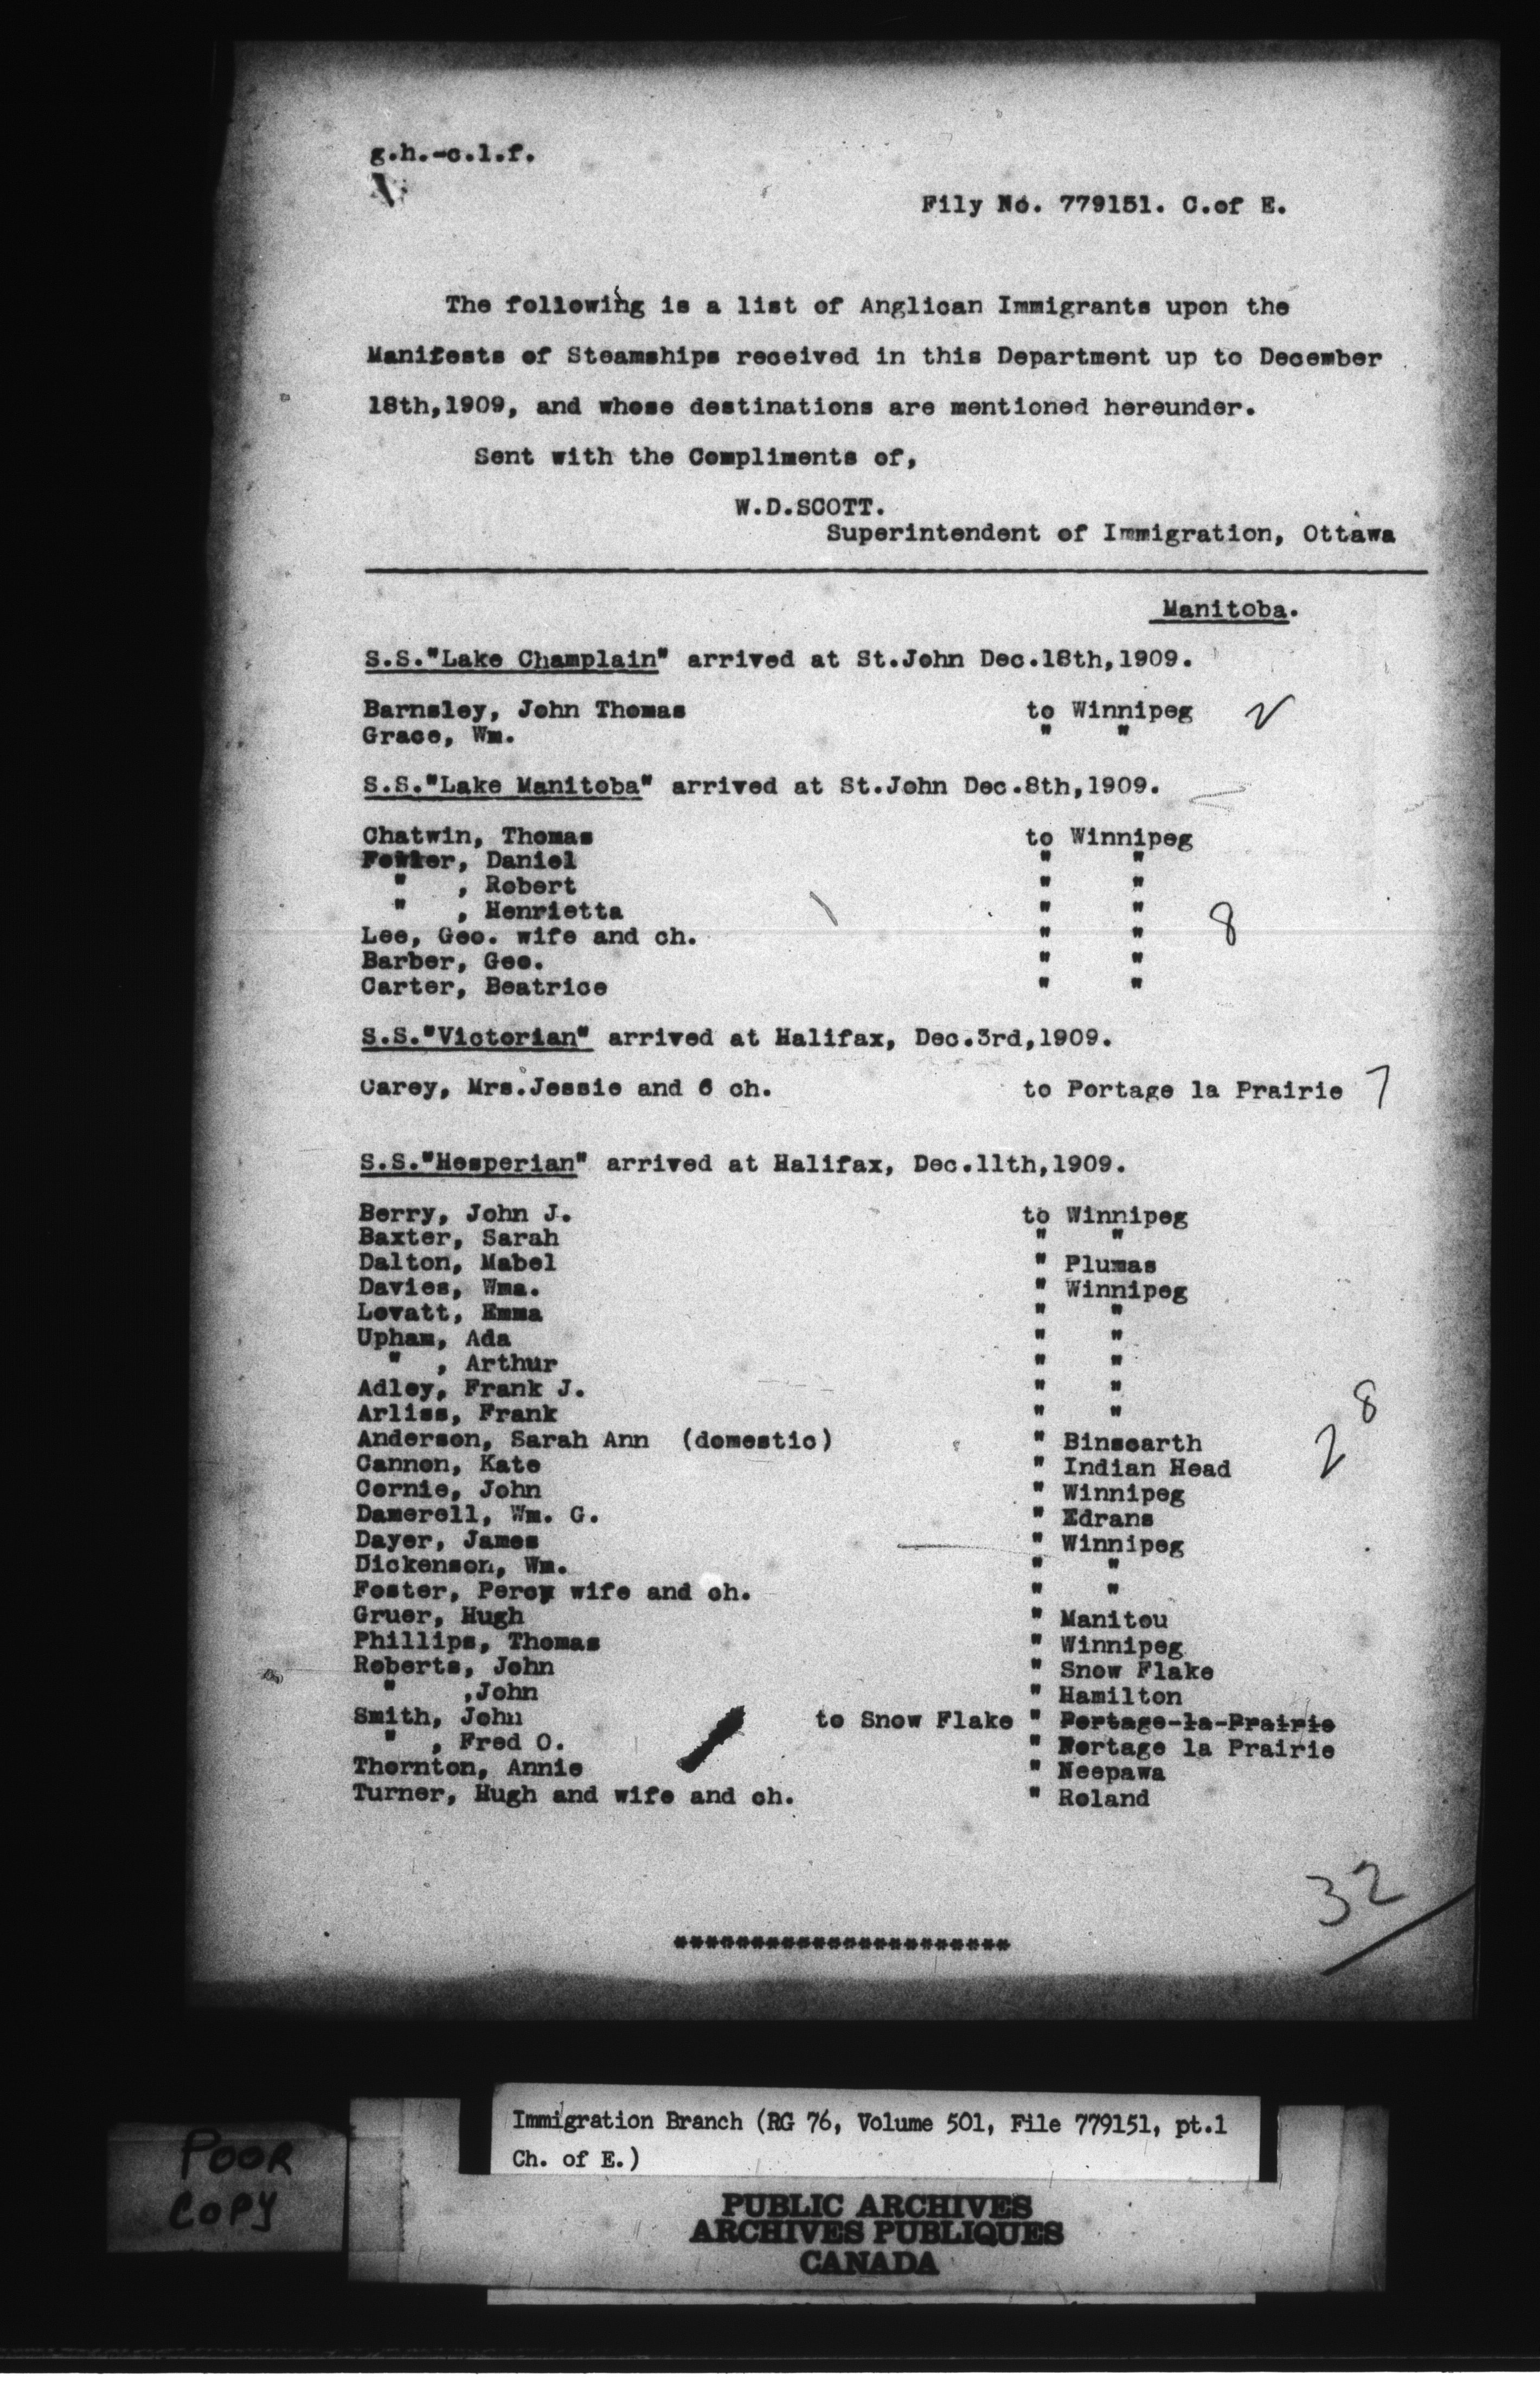 g.h.-c.l.f.
Fily No. 779151. C.of E.
The following is a list of Anglican Immigrants upon the
Manifests of Steamships received in this Department up to December
18th,1909, and whose destinations are mentioned hereunder.
Sent with the Compliments of,
W.D.SCOTT.
Superintendent of Immigration, Ottawa
Manitoba.
S.S."Lake Champlain" arrived at St.John Dec.18th,1909.
Barnsley, John Thomas to Winnipeg 2
Grace, Wm. " "
S.S."Lake Manitoba" arrived at St.John Dec.8th,1909.
Chatwin, Thomas to Winnipeg
Daniel " "
" , Robert " "
" , Henrietta " "
Lee, Geo. wife and ch. " " 8
Barber, Geo. " "
Carter, Beatrice " "
S.S."Victorian" arrived at Halifax, Dec.3rd,1909.
Carey, Mrs.Jessie and 6 ch. to Portage la Prairie 7
S.S."Hesperian" arrived at Halifax, Dec.11th,1909.
Berry, John J. to Winnipeg
Baxter, Sarah " "
Dalton, Mabel " Plumas
Davies, Wma. " Winnipeg
Lovatt, Emma " "
Upham, Ada " "
" , Arthur " "
Adley, Frank J. " "
Arliss, Frank " "
Anderson, Sarah Ann (domestic) " Binscarth 28
Cannon, Kate " Indian Head
Cornie, John " Winnipeg
Damerell, Wm. G. " Edrans
Dayer, James " Winnipeg
Dickenson, Wm. " "
Foster, Percy wife and ch. " "
Gruer, Hugh " Manitou
Phillips, Thomas " Winnipeg
Roberts, John " Snow Flake
" ,John " Hamilton
Smith, John to Snow Flake " Portage-la-Prairie
" , Fred O. " Portage la Prairie
Thornton, Annie " Neepawa
Turner, Hugh and wife and ch. " Roland
32
**********************
Immigration Branch (RG 76, Volume 501, File 779151, pt.1
Ch. of E.)
POOR
COPY
PUBLIC ARCHIVES
ARCHIVES PUBLIQUES
CANADA